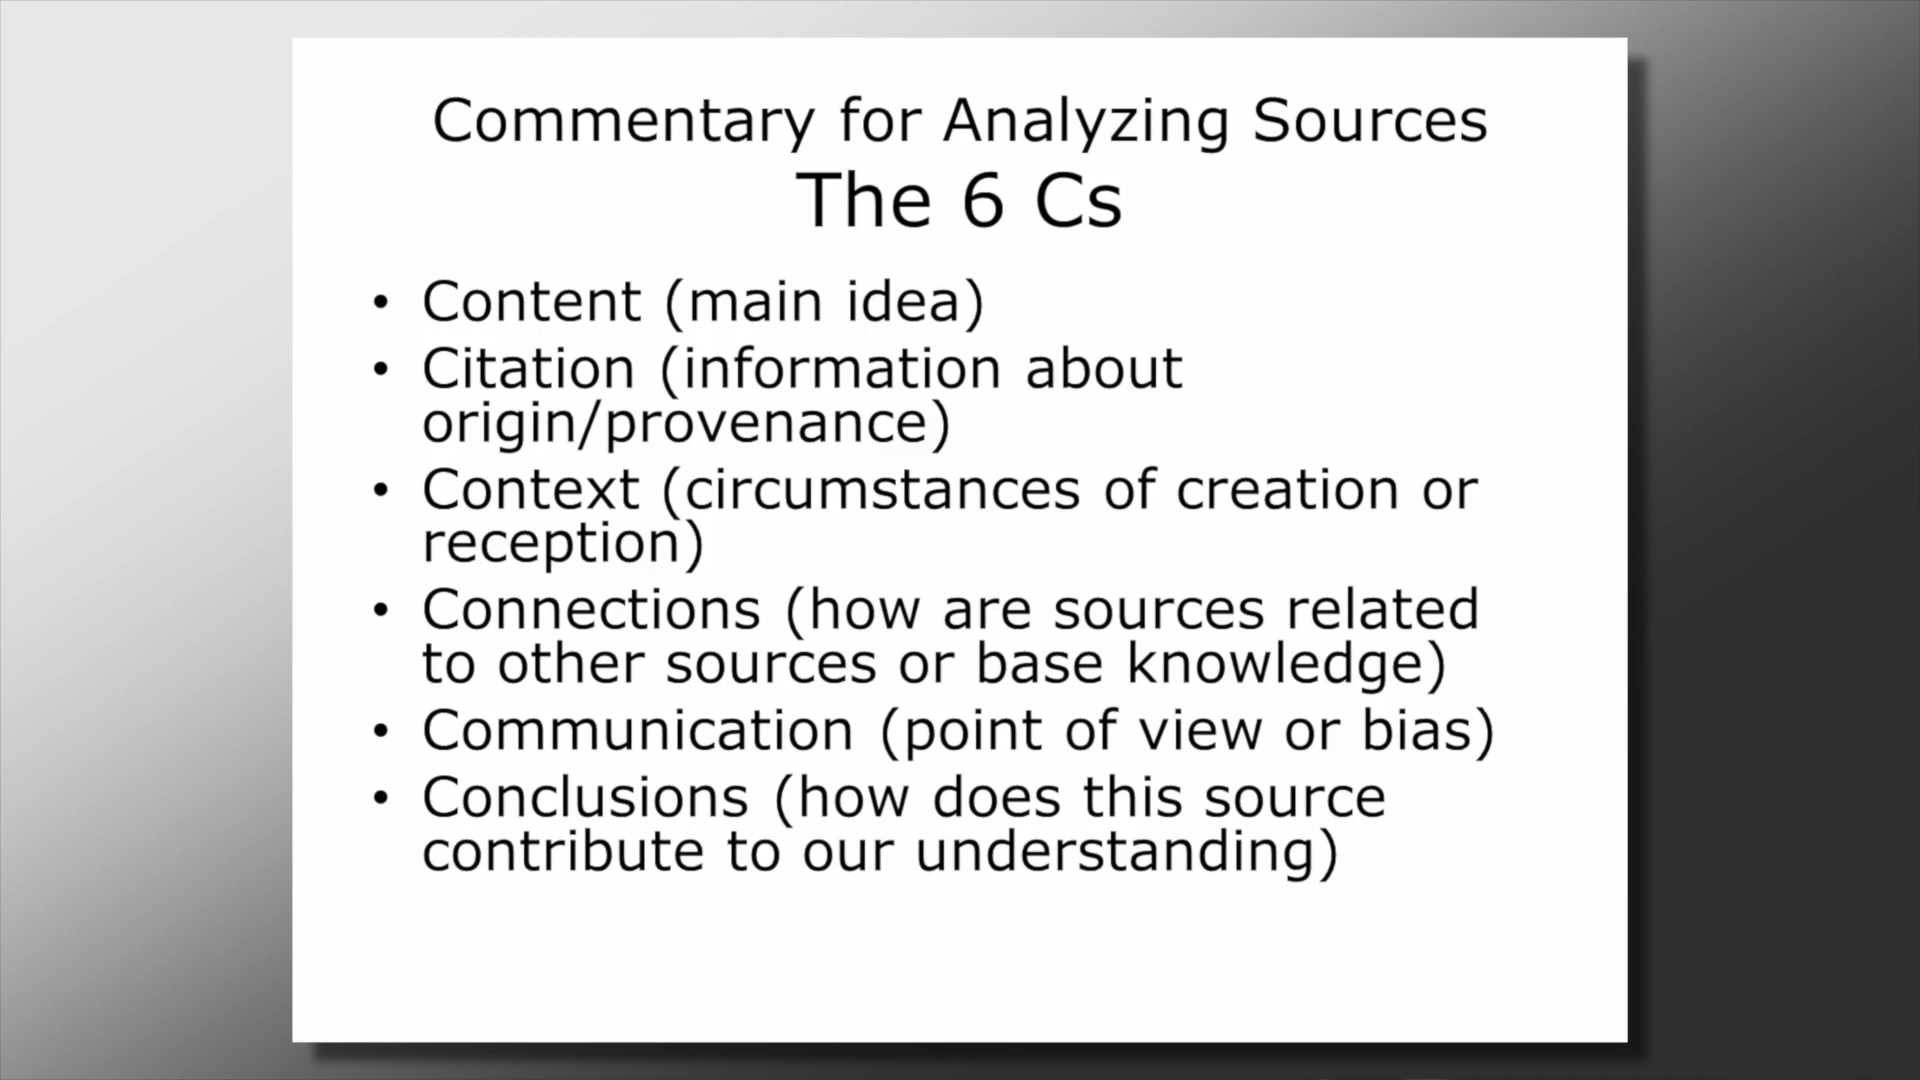 Commentary for Analyzing Sources
The 6 Cs
• Content (main idea)
• Citation (information about
origin/provenance)
• Context (circumstances of creation or
reception)
• Connections (how are sources related
to other sources or base knowledge)
• Communication (point of view or bias)
• Conclusions (how does this source
contribute to our understanding)